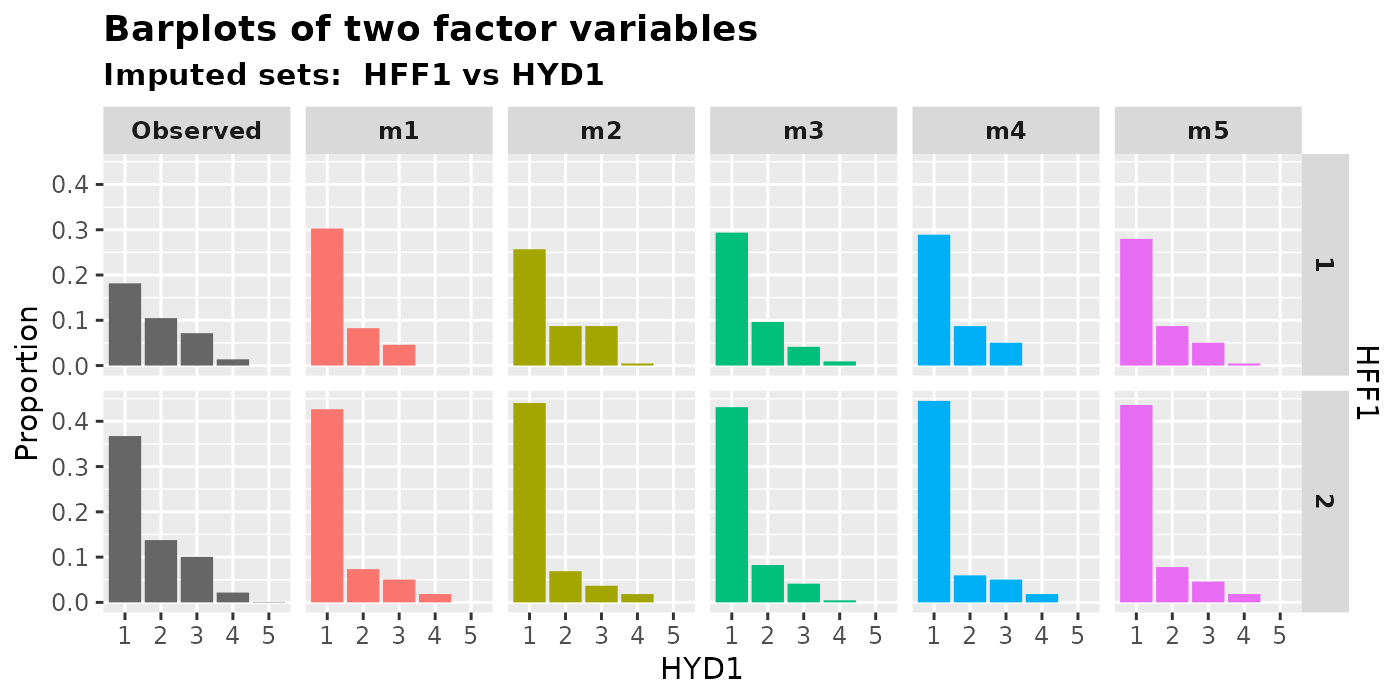 Barplots of two factor variables
Imputed sets:  HFF1 vs HYD1
Observed m1 m2 m3 m4 m5
0.4
0.3
0.2
0.1
0.0
1
0.4
0.3
0.2
0.1
0.0
2
Proportion
HFF1
1 2 3 4 5 1 2 3 4 5 1 2 3 4 5 1 2 3 4 5 1 2 3 4 5 1 2 3 4 5
HYD1